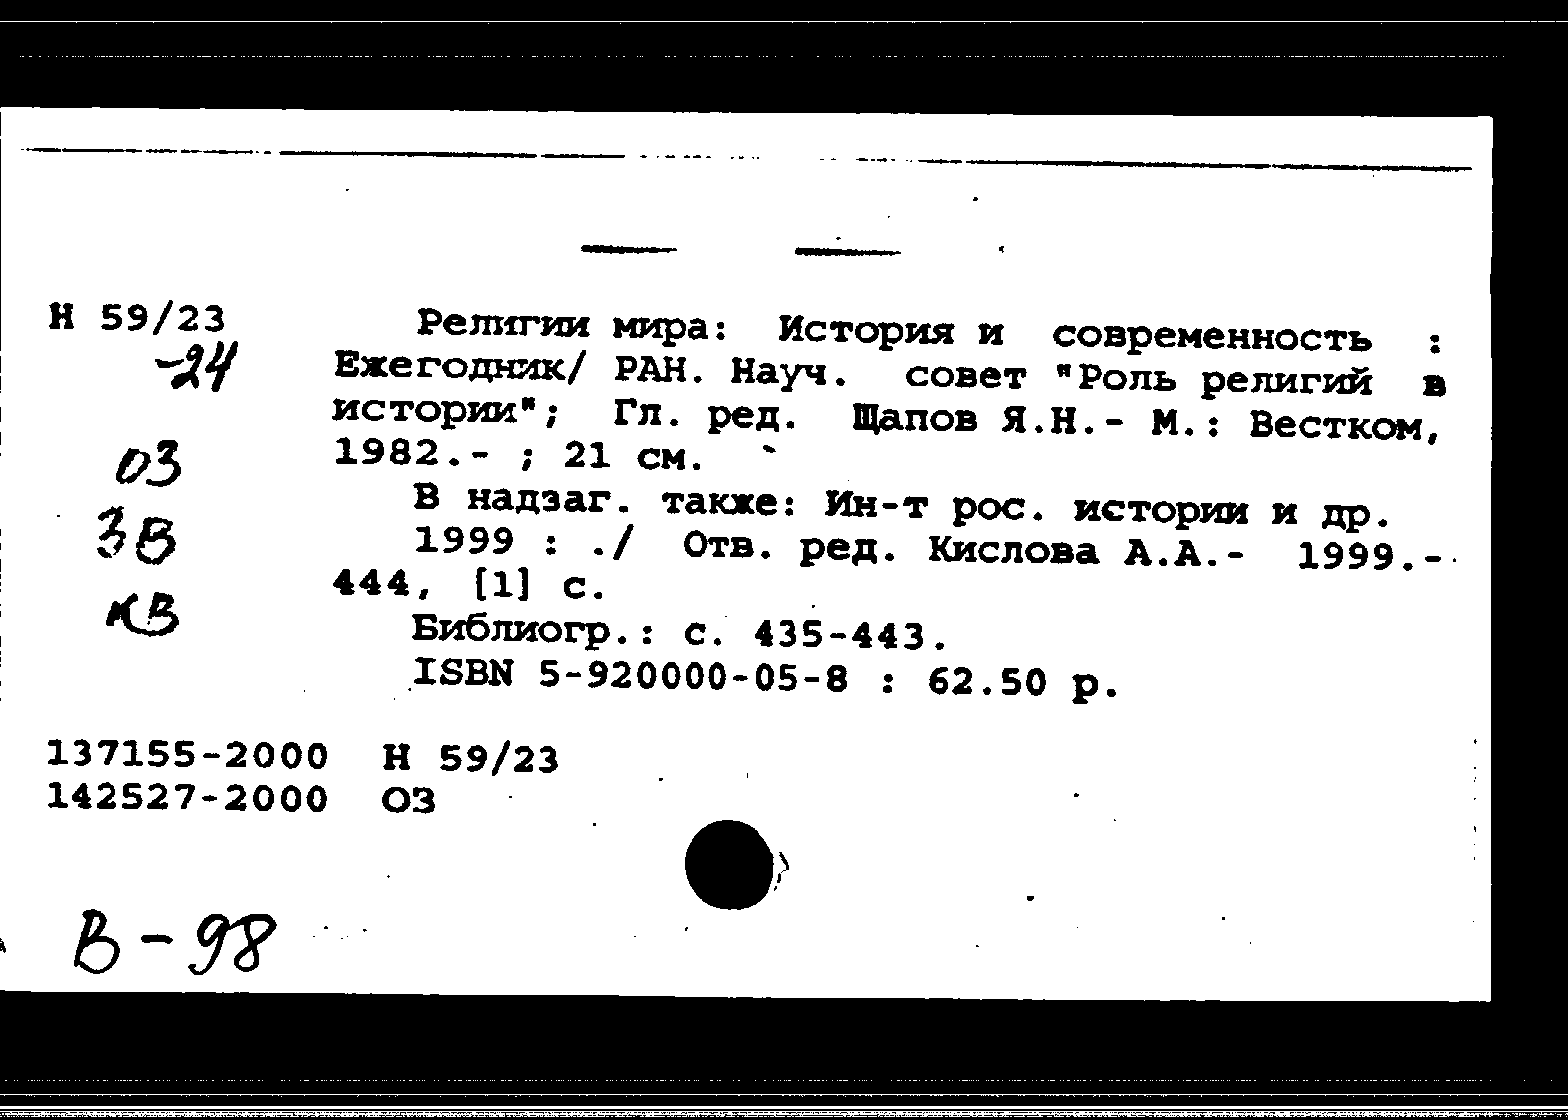 Н 59/23
-24
Религии мира: История и современность :
Ежегодник/ РАН. Науч. совет "Роль религий в
истории"; Гл. ред. Щапов Я.Н.- М.: Вестком,
1982.- ; 21 см.
В надзаг. также: Ин-т рос. истории и др.
1999 : ./ Отв. ред. Кислова А.А.- 1999.-
444, [1] с.
Библиогр.: с. 435-443.
ISBN 5-920000-05-8 : 62.50 р.
ОЗ
ЗВ
КВ
137155-2000 Н 59/23
142527-2000 ОЗ
В-98